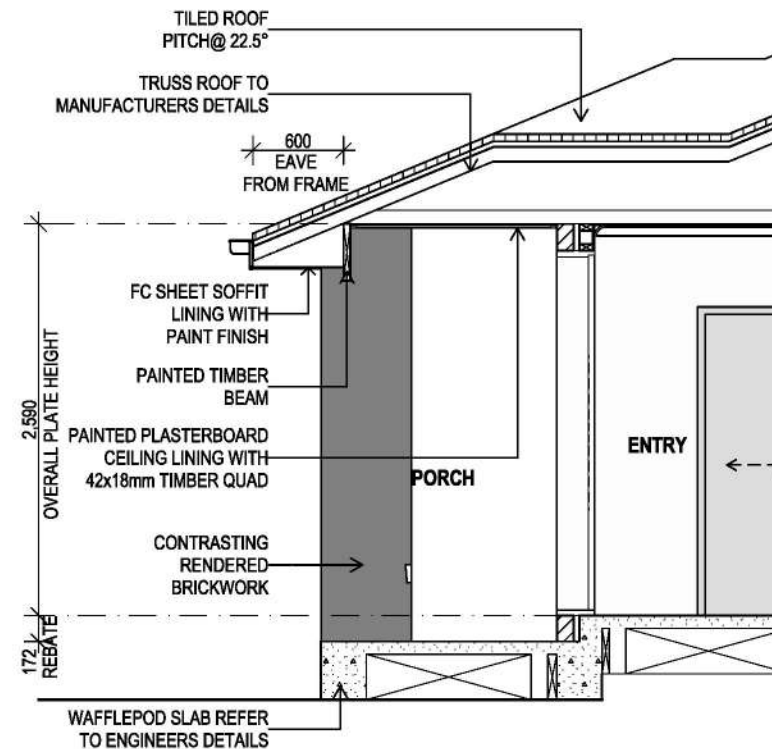 TILED ROOF
PITCH@ 22.5°
TRUSS ROOF TO
MANUFACTURERS DETAILS
600
EAVE
FROM FRAME
FC SHEET SOFFIT
LINING WITH
PAINT FINISH
PAINTED TIMBER
BEAM
2,590
OVERALL PLATE HEIGHT
PAINTED PLASTERBOARD
CEILING LINING WITH
42x18mm TIMBER QUAD
PORCH
ENTRY
CONTRASTING
RENDERED
BRICKWORK
172
REBATE
WAFFLEPOD SLAB REFER
TO ENGINEERS DETAILS